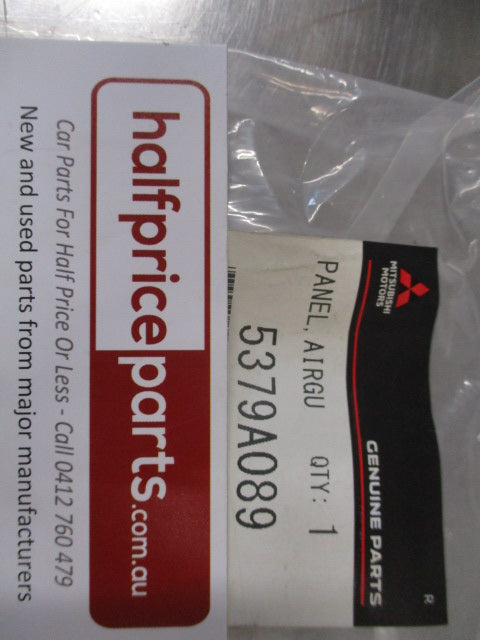 MITSUBISHI
MOTORS
GENUINE PARTS
R
PANEL, AIRGU QTY: 1
5379A089
halfpriceparts.com.au
Car Parts For Half Price Or Less - Call 0412 760 479
New and used parts from major manufacturers